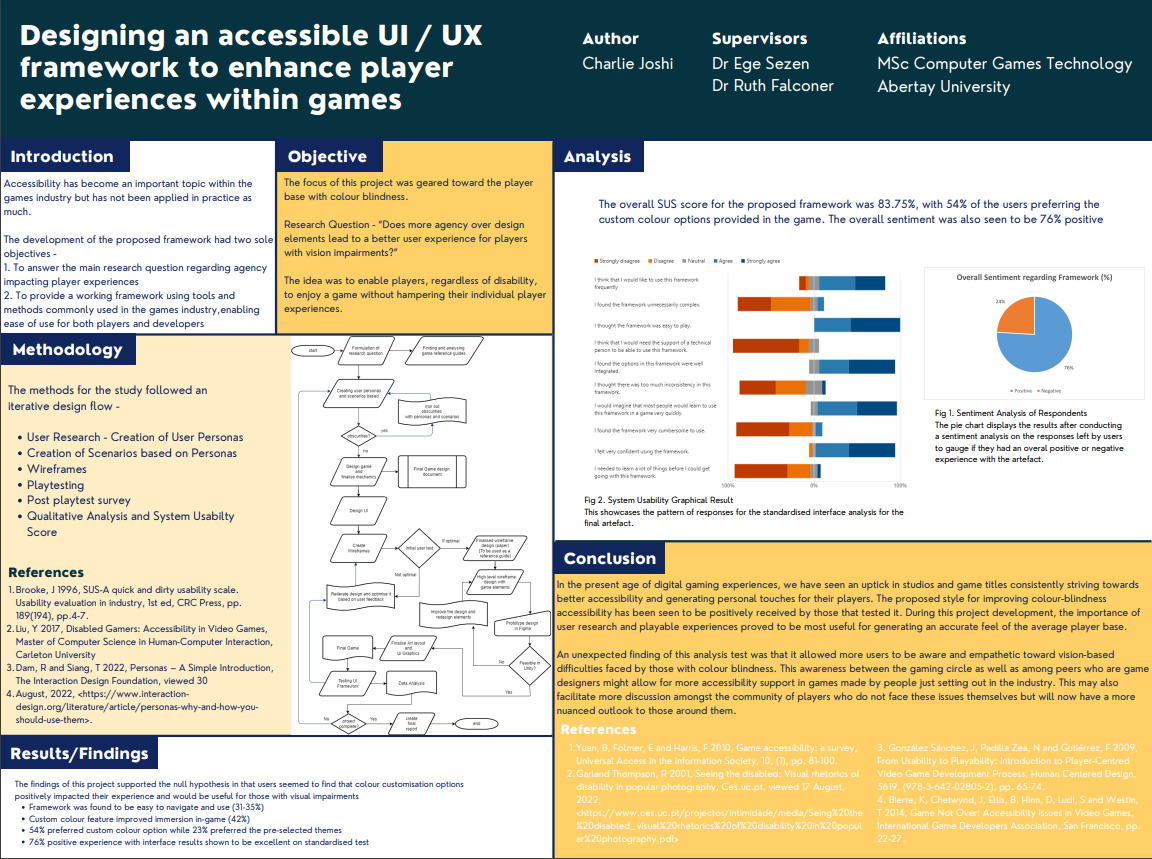 Designing an accessible UI / UX
framework to enhance player
experiences within games
Author
Charlie Joshi
Supervisors
Dr Ege Sezen
Dr Ruth Falconer
Affiliations
MSc Computer Games Technology
Abertay University
Introduction
Accessibility has become an important topic within the
games industry but has not been applied in practice as
much.
The development of the proposed framework had two sole
objectives -
1. To answer the main research question regarding agency
impacting player experiences
2. To provide a working framework using tools and
methods commonly used in the games industry,enabling
ease of use for both players and developers
Objective
The focus of this project was geared toward the player
base with colour blindness.
Research Question - "Does more agency over design
elements lead to a better user experience for players
with vision impairments?"
The idea was to enable players, regardless of disability,
to enjoy a game without hampering their individual player
experiences.
Methodology
The methods for the study followed an
iterative design flow -
• User Research - Creation of User Personas
• Creation of Scenarios based on Personas
• Wireframes
• Playtesting
• Post playtest survey
• Qualitative Analysis and System Usabilty
Score
References
1. Brooke, J 1996, SUS-A quick and dirty usability scale.
Usability evaluation in industry, 1st ed, CRC Press, pp.
189(194), pp.4-7.
2. Liu, Y 2017, Disabled Gamers: Accessibility in Video Games,
Master of Computer Science in Human-Computer Interaction,
Carleton University
3. Dam, R and Siang, T 2022, Personas – A Simple Introduction,
The Interaction Design Foundation, viewed 30
4. August, 2022, <https://www.interaction-
design.org/literature/article/personas-why-and-how-you-
should-use-them>.
start
Formulation of
research question
Finding and analysing
game reference guides
Creating user personas
and scenarios based
Iron out
obscurities
with personas and scenarios
obscurities?
yes
no
Design game
and
finalise mechanics
Final Game design
document
Design UI
Create
Wireframes
Initial user test
If optimal
Finalised wireframe
design (paper)
(To be used as a
reference guide)
Not optimal
High level wireframe
design with
game elements
Reiterate design and optimise it
based on user feedback
Improve the design and
redesign elements
Prototype design
in Figma
Final Game
Finalise Art layout
and
UI Graphics
No
Feasible in
Unity?
Yes
Testing UI
Framework
Data Analysis
No
project
complete?
Yes
create
final
report
end
Results/Findings
The findings of this project supported the null hypothesis in that users seemed to find that colour customisation options
positively impacted their experience and would be useful for those with visual impairments
• Framework was found to be easy to navigate and use (31-35%)
• Custom colour feature improved immersion in-game (42%)
• 54% preferred custom colour option while 23% preferred the pre-selected themes
• 76% positive experience with interface results shown to be excellent on standardised test
Analysis
The overall SUS score for the proposed framework was 83.75%, with 54% of the users preferring the
custom colour options provided in the game. The overall sentiment was also seen to be 76% positive
Strongly disagree Disagree Neutral Agree Strongly agree
I think that I would like to use this framework
frequently
I found the framework unnecessarily complex.
I thought the framework was easy to play.
I think that I would need the support of a technical
person to be able to use this framework.
I found the options in this framework were well
integrated.
I thought there was too much inconsistency in this
framework.
I would imagine that most people would learn to use
this framework in a game very quickly.
I found the framework very cumbersome to use.
I felt very confident using the framework.
I needed to learn a lot of things before I could get
going with this framework.
100% 0% 100%
Fig 2. System Usability Graphical Result
This showcases the pattern of responses for the standardised interface analysis for the
final artefact.
Overall Sentiment regarding Framework (%)
24%
76%
Positive Negative
Fig 1. Sentiment Analysis of Respondents
The pie chart displays the results after conducting
a sentiment analysis on the responses left by users
to gauge if they had an overal positive or negative
experience with the artefact.
Conclusion
In the present age of digital gaming experiences, we have seen an uptick in studios and game titles consistently striving towards
better accessibility and generating personal touches for their players. The proposed style for improving colour-blindness
accessibility has been seen to be positively received by those that tested it. During this project development, the importance of
user research and playable experiences proved to be most useful for generating an accurate feel of the average player base.
An unexpected finding of this analysis test was that it allowed more users to be aware and empathetic toward vision-based
difficulties faced by those with colour blindness. This awareness between the gaming circle as well as among peers who are game
designers might allow for more accessibility support in games made by people just setting out in the industry. This may also
facilitate more discussion amongst the community of players who do not face these issues themselves but will now have a more
nuanced outlook to those around them.
References
1. Yuan, B, Folmer, E and Harris, F 2010, Game accessibility: a survey,
Universal Access in the Information Society, 10, (1), pp. 81-100.
2. Garland Thompson, R 2001, Seeing the disabled: Visual rhetorics of
disability in popular photography, Ces.uc.pt, viewed 17 August,
2022,
<https://www.ces.uc.pt/projectos/intimidade/media/Seing%20the
%20disabled_visual%20rhetorics%20of%20disability%20in%20popul
ar%20photography.pdf>
3. González Sánchez, J, Padilla Zea, N and Gutiérrez, F 2009,
From Usability to Playability: Introduction to Player-Centred
Video Game Development Process, Human Centered Design,
5619, (978-3-642-02805-2), pp. 65-74.
4. Bierre, K, Chetwynd, J, Ellis, B, Hinn, D, Ludi, S and Westin,
T 2014, Game Not Over: Accessibility Issues in Video Games,
International Game Developers Association, San Francisco, pp.
22-27.